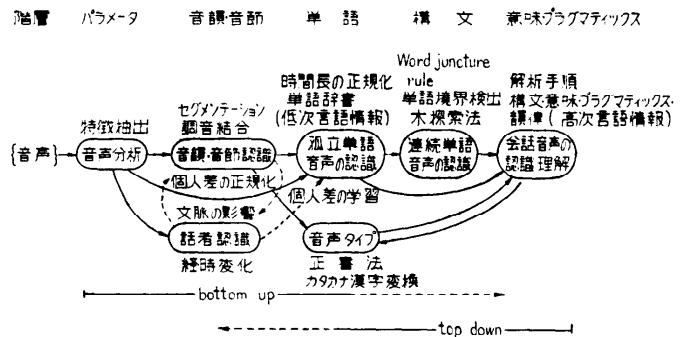 階層 パラメータ 音韻·音節 単語 構文 意味·プラグマティックス
特徴抽出
セグメンテーション
調音結合
時間長の正規化
単語辞書
(低次言語情報)
Word juncture
rule
単語境界検出
木探索法
解析手順
構文·意味·プラグマティックス·
韻律(高次言語情報)
{音声}
音声分析
音韻·音節認識
孤立単語
音声の認識
連続単語
音声の認識
会話音声の
認識 理解
個人差の正規化
個人差の学習
文脈の影響
話者認識
経時変化
音声タイプ
正書法
カタカナ漢字変換
bottom up
top down